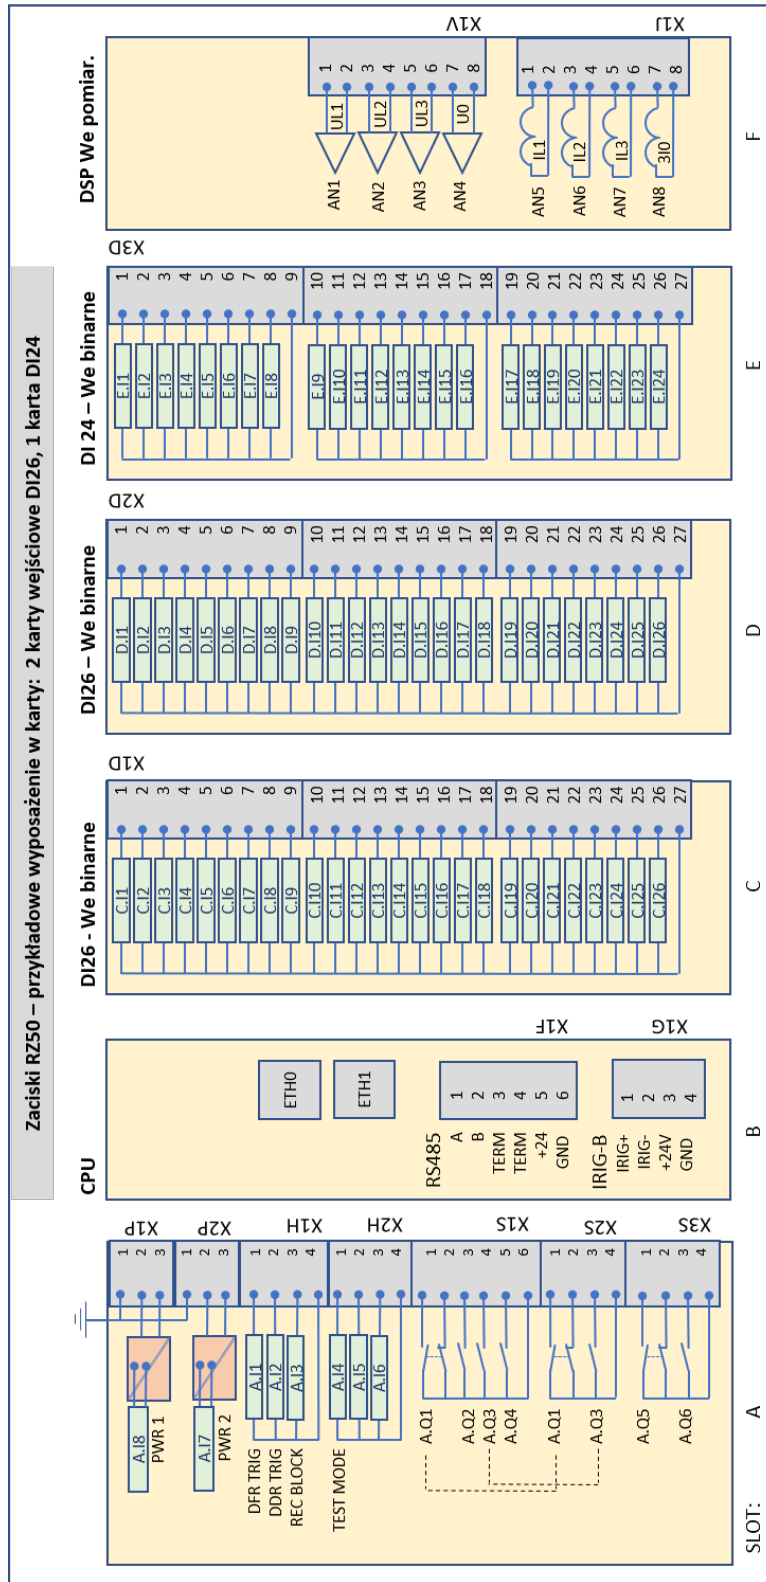 Zaciski RZ50 – przykładowe wyposażenie w karty:  2 karty wejściowe DI26, 1 karta DI24
CPU
DI26 - We binarne
DI26 – We binarne
DI 24 – We binarne
DSP We pomiar.
X1P
1
2
3
X2P
1
2
3
X1H
1
2
3
4
X2H
1
2
3
4
X1S
1
2
3
4
5
6
X2S
1
2
3
4
X3S
1
2
3
4
A.I8
PWR 1
A.I7
PWR 2
A.I1
A.I2
A.I3
DFR TRIG
DDR TRIG
REC BLOCK
A.I4
A.I5
A.I6
TEST MODE
A.Q1
A.Q2
A.Q3
A.Q4
A.Q1
A.Q3
A.Q5
A.Q6
SLOT:
A
ETH0
ETH1
RS485
A
B
TERM
TERM
+24
GND
1
2
3
4
5
6
X1F
IRIG-B
IRIG+
IRIG-
+24V
GND
1
2
3
4
X1G
B
X1D
1
2
3
4
5
6
7
8
9
10
11
12
13
14
15
16
17
18
19
20
21
22
23
24
25
26
27
C.I1
C.I2
C.I3
C.I4
C.I5
C.I6
C.I7
C.I8
C.I9
C.I10
C.I11
C.I12
C.I13
C.I14
C.I15
C.I16
C.I17
C.I18
C.I19
C.I20
C.I21
C.I22
C.I23
C.I24
C.I25
C.I26
C
X2D
1
2
3
4
5
6
7
8
9
10
11
12
13
14
15
16
17
18
19
20
21
22
23
24
25
26
27
D.I1
D.I2
D.I3
D.I4
D.I5
D.I6
D.I7
D.I8
D.I9
D.I10
D.I11
D.I12
D.I13
D.I14
D.I15
D.I16
D.I17
D.I18
D.I19
D.I20
D.I21
D.I22
D.I23
D.I24
D.I25
D.I26
D
X3D
1
2
3
4
5
6
7
8
9
10
11
12
13
14
15
16
17
18
19
20
21
22
23
24
25
26
27
E.I1
E.I2
E.I3
E.I4
E.I5
E.I6
E.I7
E.I8
E.I9
E.I10
E.I11
E.I12
E.I13
E.I14
E.I15
E.I16
E.I17
E.I18
E.I19
E.I20
E.I21
E.I22
E.I23
E.I24
E
X1V
1
2
3
4
5
6
7
8
UL1
UL2
UL3
U0
AN1
AN2
AN3
AN4
X1J
1
2
3
4
5
6
7
8
IL1
IL2
IL3
3I0
AN5
AN6
AN7
AN8
F